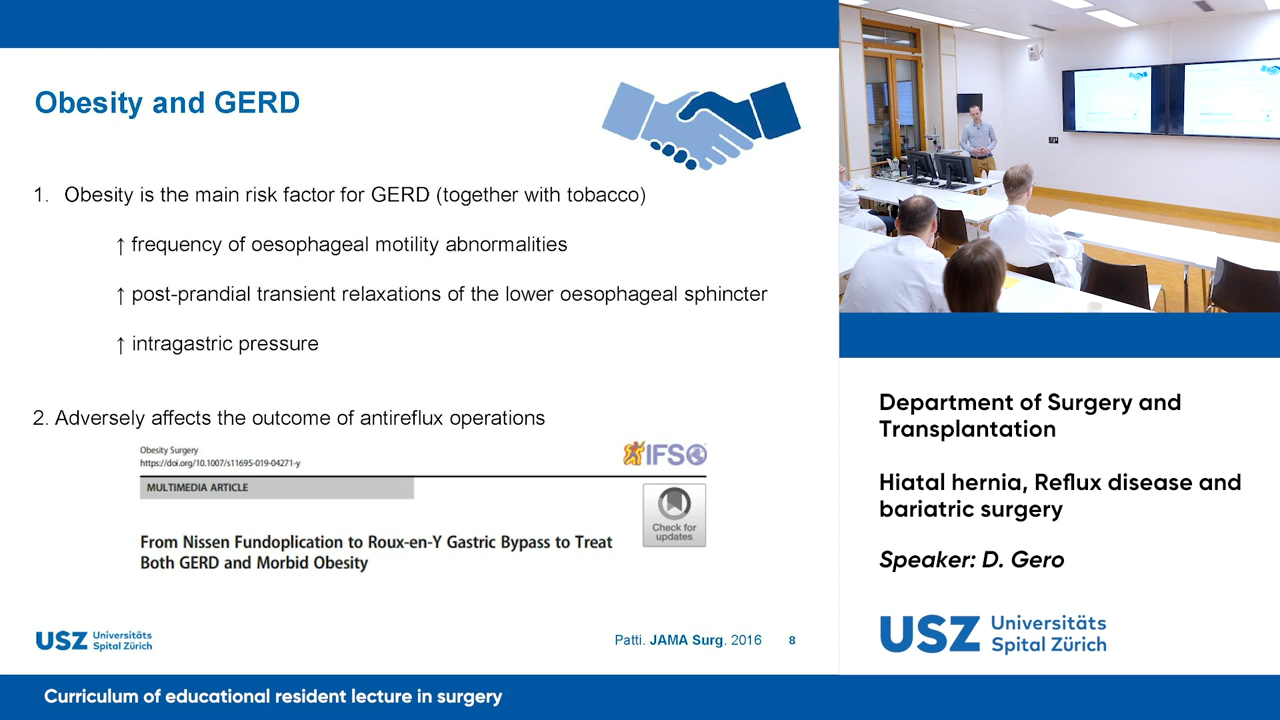 Obesity and GERD
1. Obesity is the main risk factor for GERD (together with tobacco)
↑ frequency of oesophageal motility abnormalities
↑ post-prandial transient relaxations of the lower oesophageal sphincter
↑ intragastric pressure
2. Adversely affects the outcome of antireflux operations
Obesity Surgery
https://doi.org/10.1007/s11695-019-04271-y
IFSO
MULTIMEDIA ARTICLE
Check for
updates
From Nissen Fundoplication to Roux-en-Y Gastric Bypass to Treat
Both GERD and Morbid Obesity
USZ Universitäts
Spital Zürich
Patti. JAMA Surg. 2016 8
Department of Surgery and
Transplantation
Hiatal hernia, Reflux disease and
bariatric surgery
Speaker: D. Gero
USZ Universitäts
Spital Zürich
Curriculum of educational resident lecture in surgery